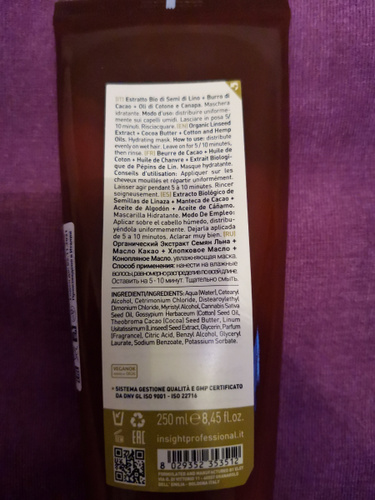 [IT] Estratto Bio di Semi di Lino + Burro di
Cacao + Oli di Cotone e Canapa. Maschera
idratante. Modo d'uso: distribuire uniforme-
mente sui capelli umidi. Lasciare in posa 5/
10 minuti. Risciacquare. [EN] Organic Linseed
Extract + Cocoa Butter + Cotton and Hemp
Oils. Hydrating mask. How to use: distribute
evenly on wet hair. Leave on for 5 / 10 minutes,
then rinse. [FR] Beurre de Cacao + Huile de
Coton + Huile de Chanvre + Extrait Biologi-
que de Pépins de Lin. Masque hydratante.
Conseils d'utilisation: Appliquer sur les
cheveux mouillés et répartir uniformément.
Laisser agir pendant 5 à 10 minutes. Rincer
soigneusement. [ES] Extracto Biológico de
Semillas de Linaza + Manteca de Cacao +
Aceite de Algodón + Aceite de Cáñamo.
Mascarilla Hidratante. Modo De Empleo:
Aplicar sobre el cabello húmedo, distribu-
yéndola uniformemente. Dejarla aplicada
de 5 a 10 minutos. Aclarar muy bien. [RU]
Органический Экстракт Семян Льна +
Масло Какао + Хлопковое Масло +
Конопляное Масло. увлажняющая маска.
Способ применения: нанести на влажные
волосы равномерно распределяя по всей длине.
Оставить на 5 - 10 минут. Тщательно смыть.
INGREDIENTI/INGREDIENTS: Aqua [Water], Cetearyl
Alcohol, Cetrimonium Chloride, Distearoylethyl
Dimonium Chloride, Myristyl Alcohol, Cannabis Sativa
Seed Oil, Gossypium Herbaceum [Cotton] Seed Oil,
Theobroma Cacao [Cocoa] Seed Butter, Linum
Usitatissimum [Linseed] Seed Extract, Glycerin, Parfum
[Fragrance], Citric Acid, Benzyl Alcohol, Glyceryl
Laurate, Sodium Benzoate, Potassium Sorbate.
VEGANOK
• SISTEMA GESTIONE QUALITÀ E GMP CERTIFICATO
DA DNV GL ISO 9001 - ISO 22716
250 ml ℮ 8,45 fl.oz.
12M
EAC
insightprofessional.it
8 029352 353512